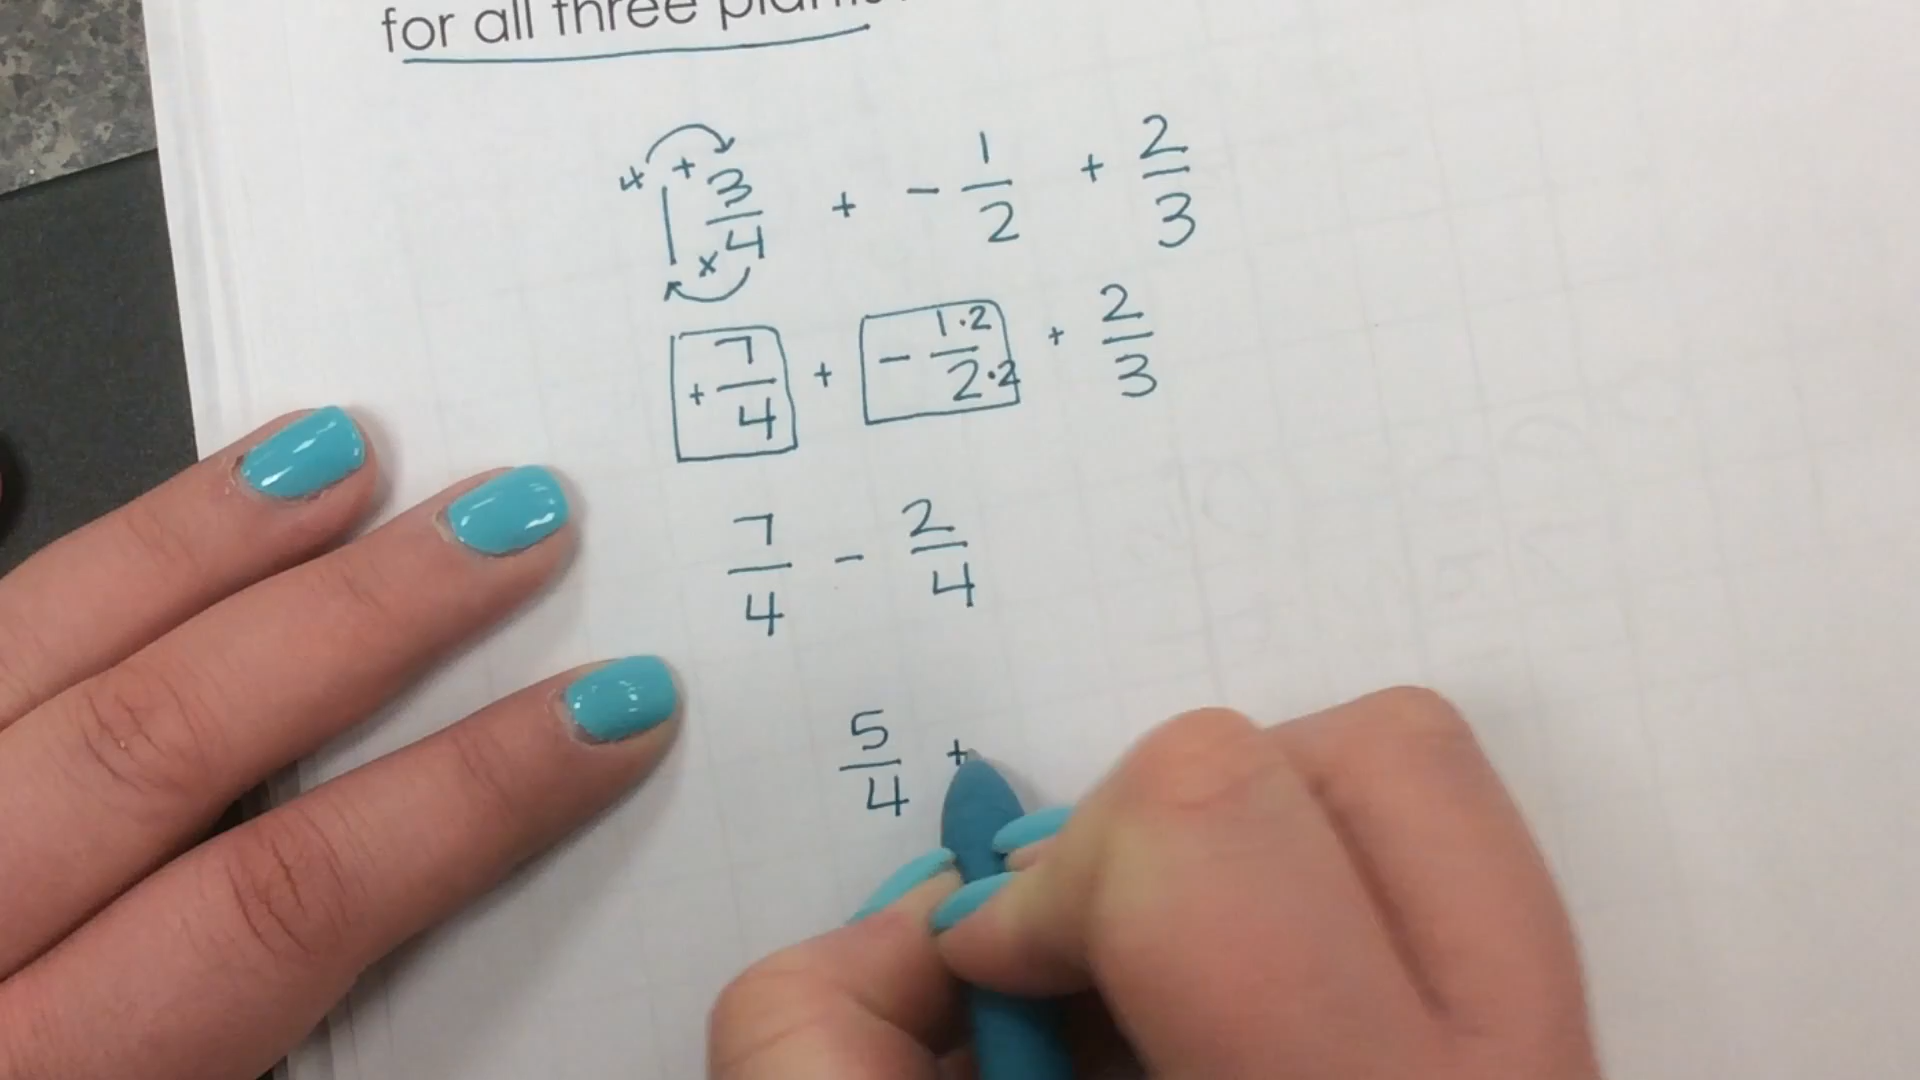 for all three
4 + 1 3/4 × + - 1/2 + 2/3
+ 7/4 + - 1·2/2·2 + 2/3
7/4 - 2/4
5/4 +